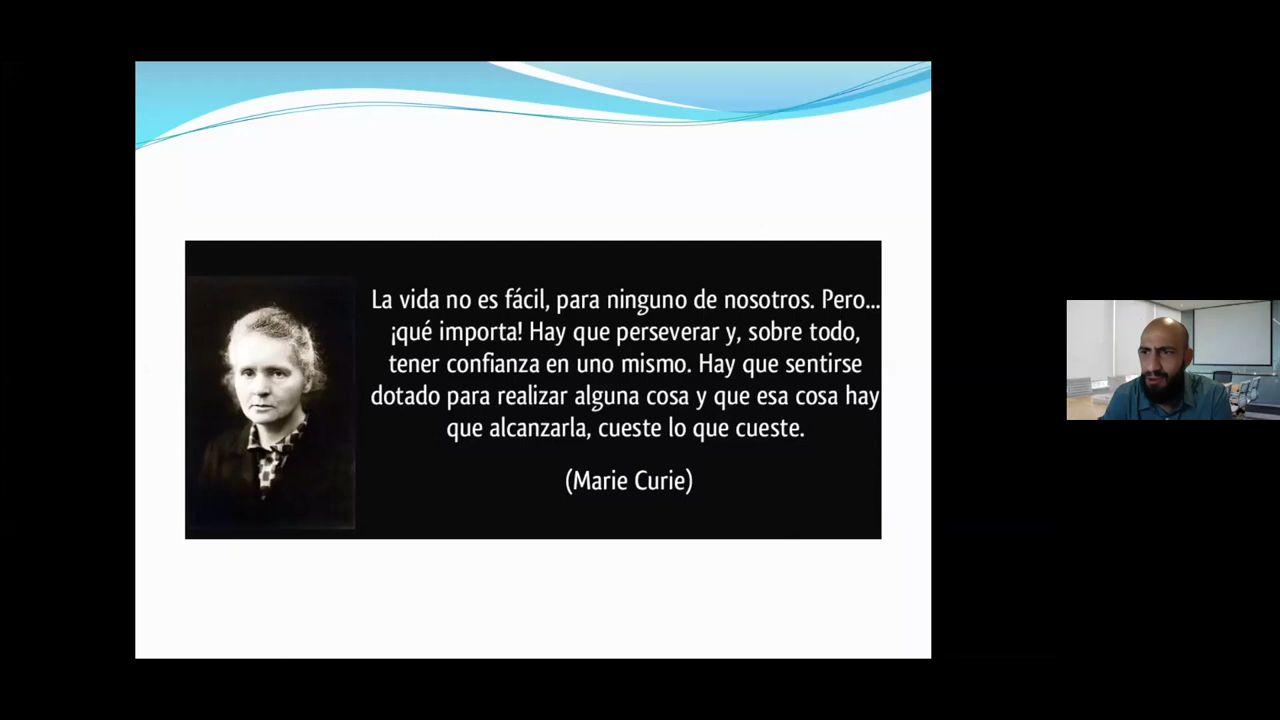 La vida no es fácil, para ninguno de nosotros. Pero...
¡qué importa! Hay que perseverar y, sobre todo,
tener confianza en uno mismo. Hay que sentirse
dotado para realizar alguna cosa y que esa cosa hay
que alcanzarla, cueste lo que cueste.
(Marie Curie)